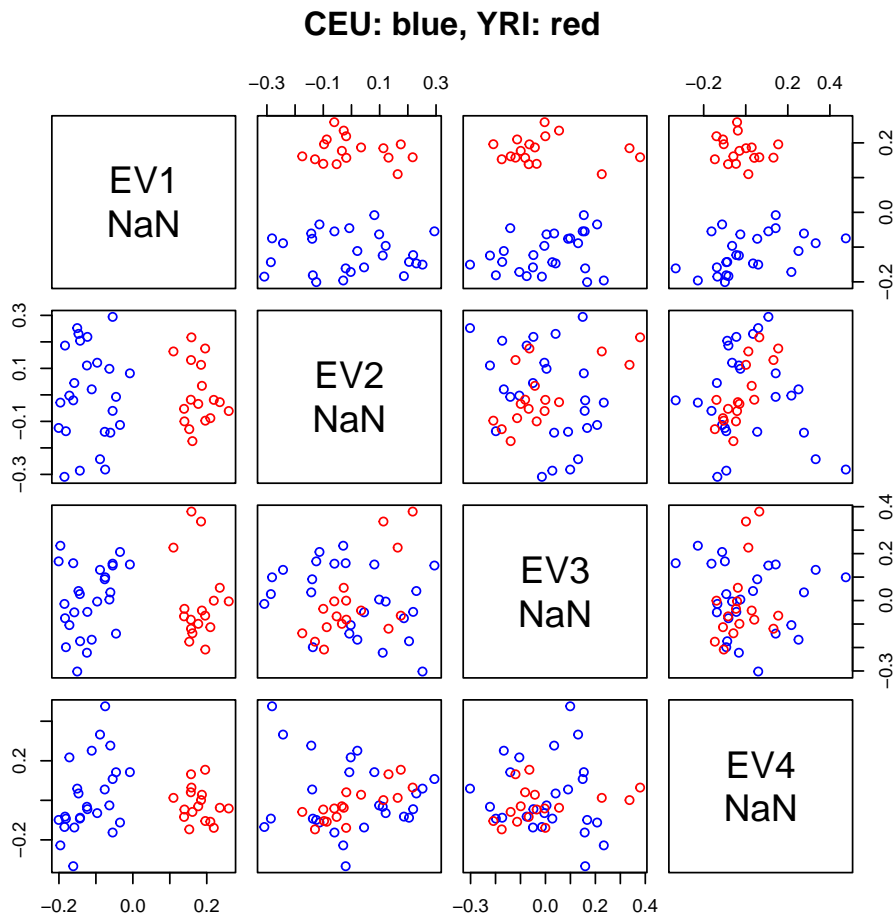 CEU: blue, YRI: red
−0.3 −0.1 0.1 0.3
−0.2 0.2 0.4
EV1
NaN
−0.2 0.0 0.2
−0.3 −0.1 0.1 0.3
EV2
NaN
EV3
NaN
−0.3 0.0 0.2 0.4
−0.2 0.2
EV4
NaN
−0.2 0.0 0.2
−0.3 0.0 0.2 0.4